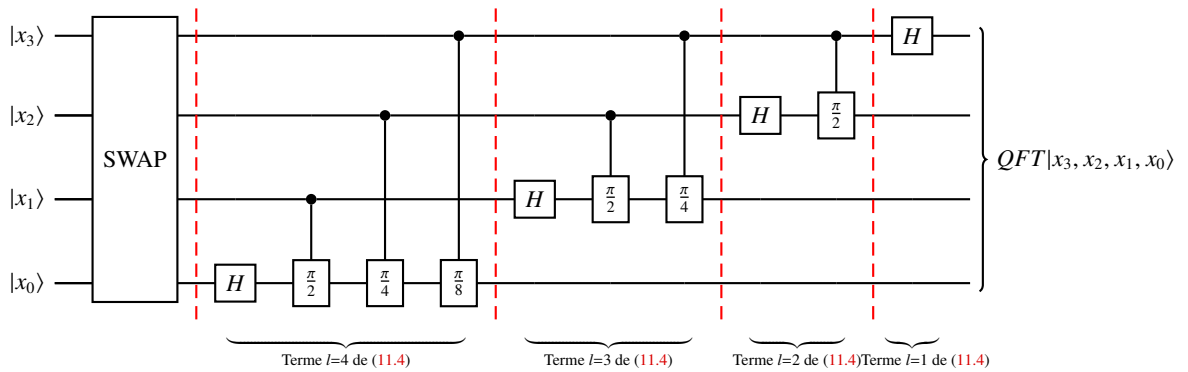 |x₃⟩ H
|x₂⟩ H π/2
SWAP QFT|x₃, x₂, x₁, x₀⟩
|x₁⟩ H π/2 π/4
|x₀⟩ H π/2 π/4 π/8
Terme l=4 de (11.4) Terme l=3 de (11.4) Terme l=2 de (11.4) Terme l=1 de (11.4)